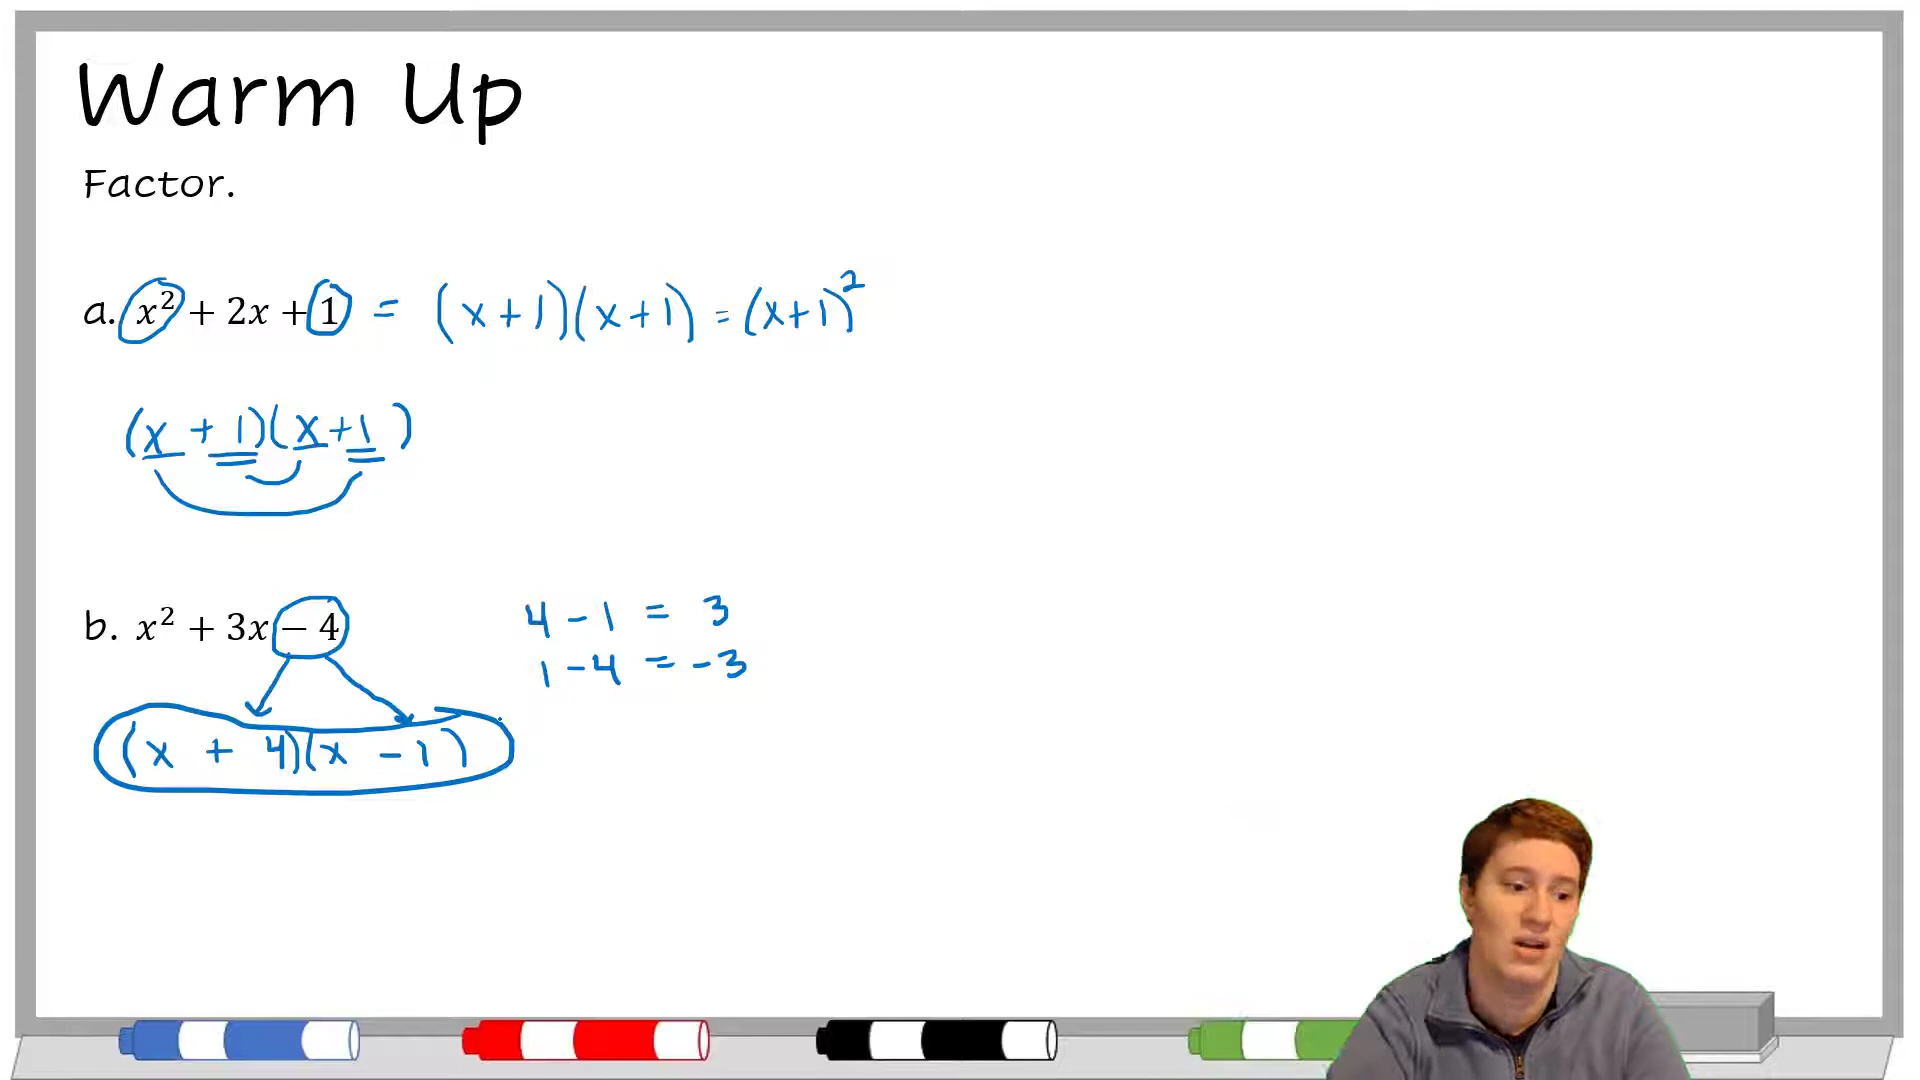 Warm Up
Factor.
a. x² + 2x + 1 = (x + 1)(x + 1) = (x + 1)²
(x + 1)(x + 1)
b. x² + 3x − 4
4 − 1 = 3
1 − 4 = −3
(x + 4)(x − 1)